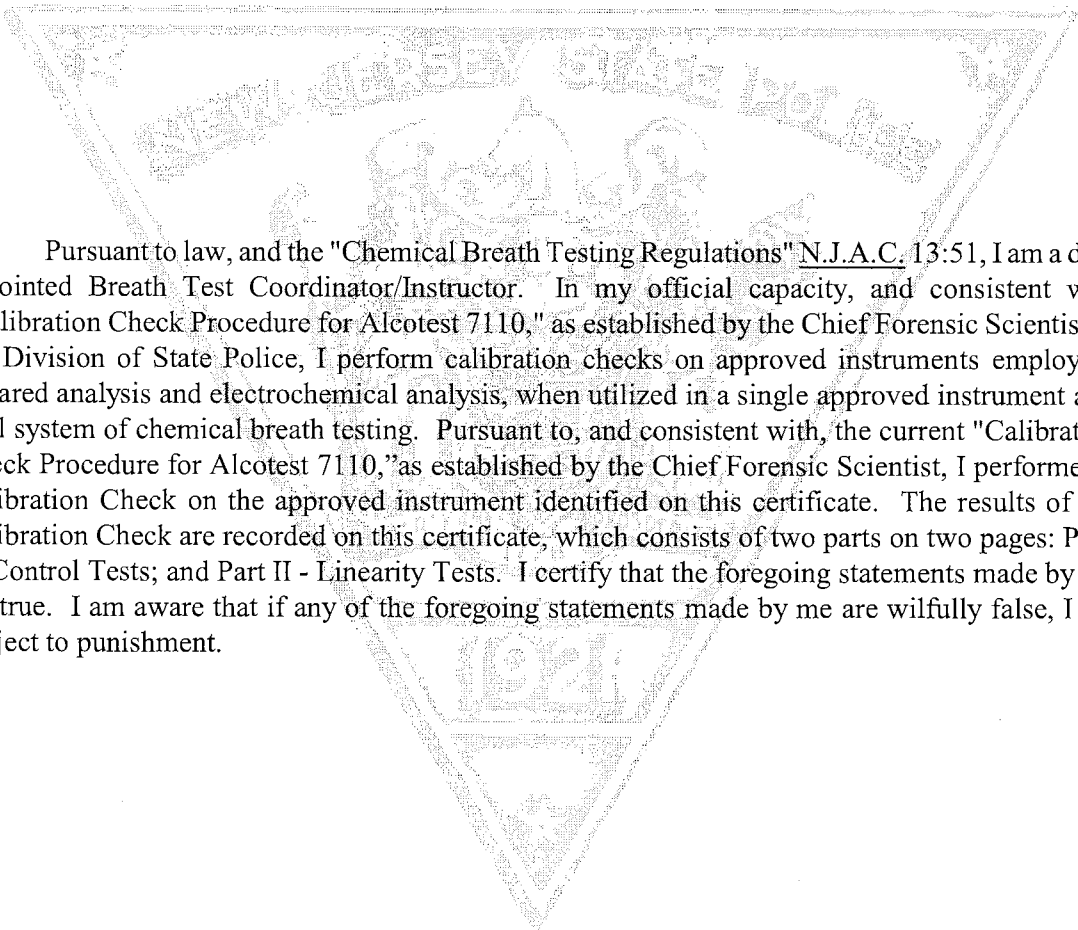 NEW JERSEY STATE POLICE
Pursuant to law, and the "Chemical Breath Testing Regulations" N.J.A.C. 13:51, I am a d
ointed Breath Test Coordinator/Instructor. In my official capacity, and consistent w
libration Check Procedure for Alcotest 7110," as established by the Chief Forensic Scientis
Division of State Police, I perform calibration checks on approved instruments employ
ared analysis and electrochemical analysis, when utilized in a single approved instrument a
l system of chemical breath testing. Pursuant to, and consistent with, the current "Calibrat
eck Procedure for Alcotest 7110,"as established by the Chief Forensic Scientist, I performe
ibration Check on the approved instrument identified on this certificate. The results of
ibration Check are recorded on this certificate, which consists of two parts on two pages: P
Control Tests; and Part II - Linearity Tests. I certify that the foregoing statements made by
true. I am aware that if any of the foregoing statements made by me are wilfully false, I
ject to punishment.
1921